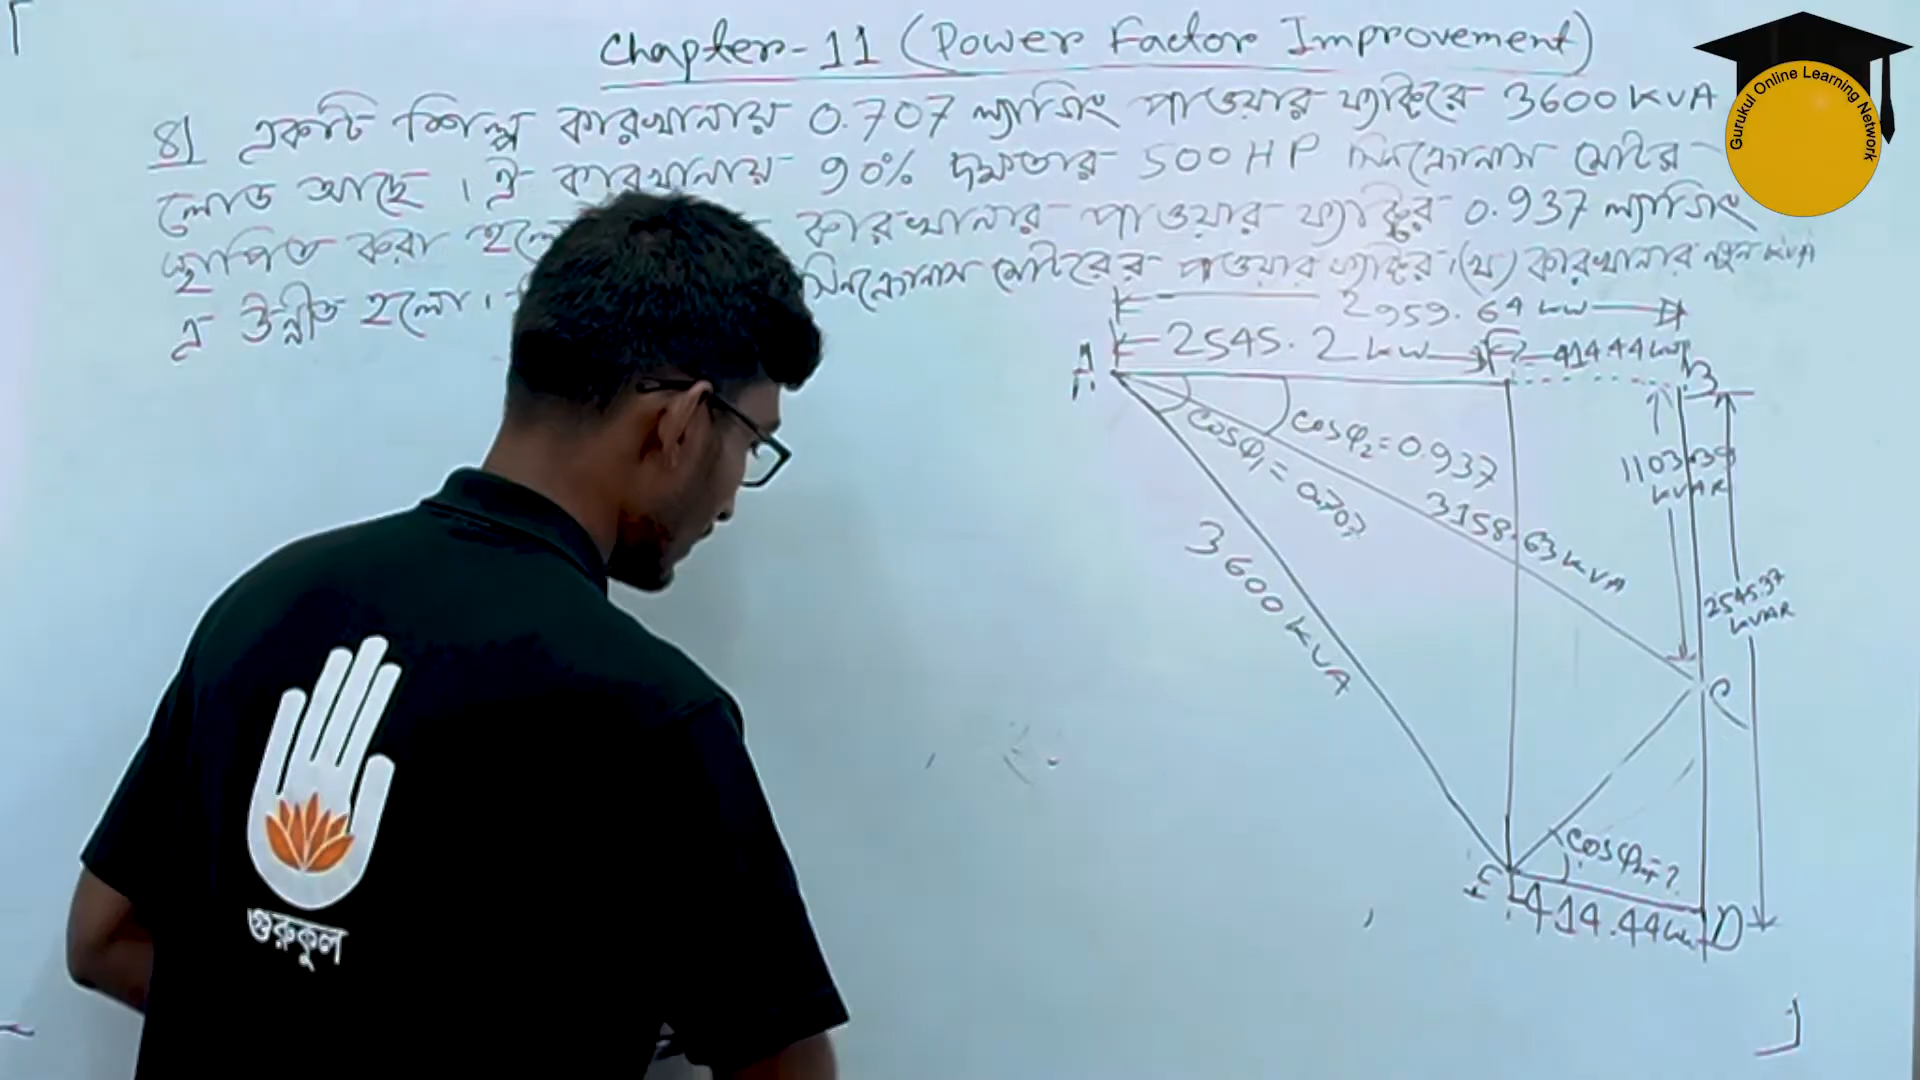 Chapter-11 (Power Factor Improvement)
Gurukul Online Learning Network
৪) একটি শিল্প কারখানায় 0.707 ল্যাগিং পাওয়ার ফ্যাক্টরে 3600 KVA
লোড আছে। ঐ কারখানায় 90% দক্ষতার 500 HP সিনক্রোনাস মোটর
স্থাপিত করা কারখানার পাওয়ার ফ্যাক্টর 0.937 ল্যাগিং
এ উন্নীত হলো। সিনক্রোনাস মোটরের পাওয়ার ফ্যাক্টর। (খ) কারখানার নতুন KVA
2959.64 kW
2545.2 kW
414.44 kW
A
F
B
cosφ₂=0.937
cosφ₁=0.707
1103.39
KVAR
3158.63 KVA
3600 KVA
2545.37
KVAR
C
cosφm=?
E
414.44 kW
D
গুরুকুল